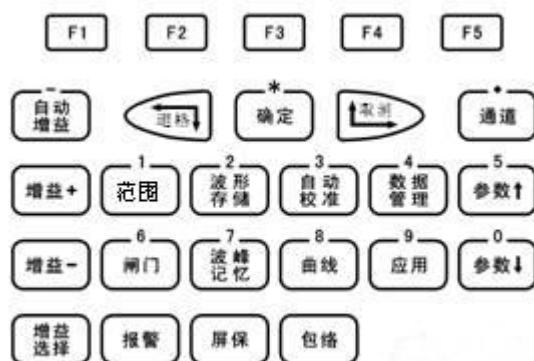 F1 F2 F3 F4 F5
- * •
自动 退格 确定 取消 通道
增益
1 2 3 4 5
增益+ 范围 波形 自动 数据 参数↑
存储 校准 管理
6 7 8 9 0
增益- 闸门 波峰 曲线 应用 参数↓
记忆
增益 报警 屏保 包络
选择